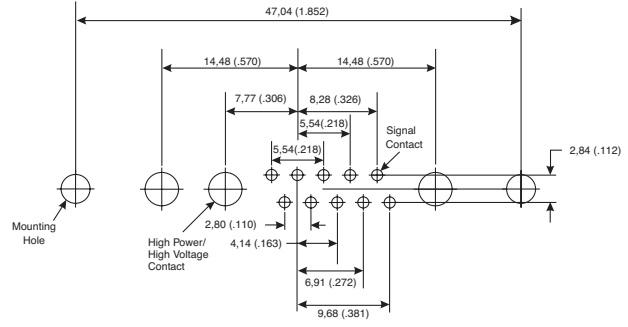 47,04 (1.852)
14,48 (.570)
14,48 (.570)
7,77 (.306)
8,28 (.326)
5,54(.218)
Signal
Contact
5,54(.218)
2,84 (.112)
Mounting
Hole
2,80 (.110)
High Power/
High Voltage
Contact
4,14 (.163)
6,91 (.272)
9,68 (.381)